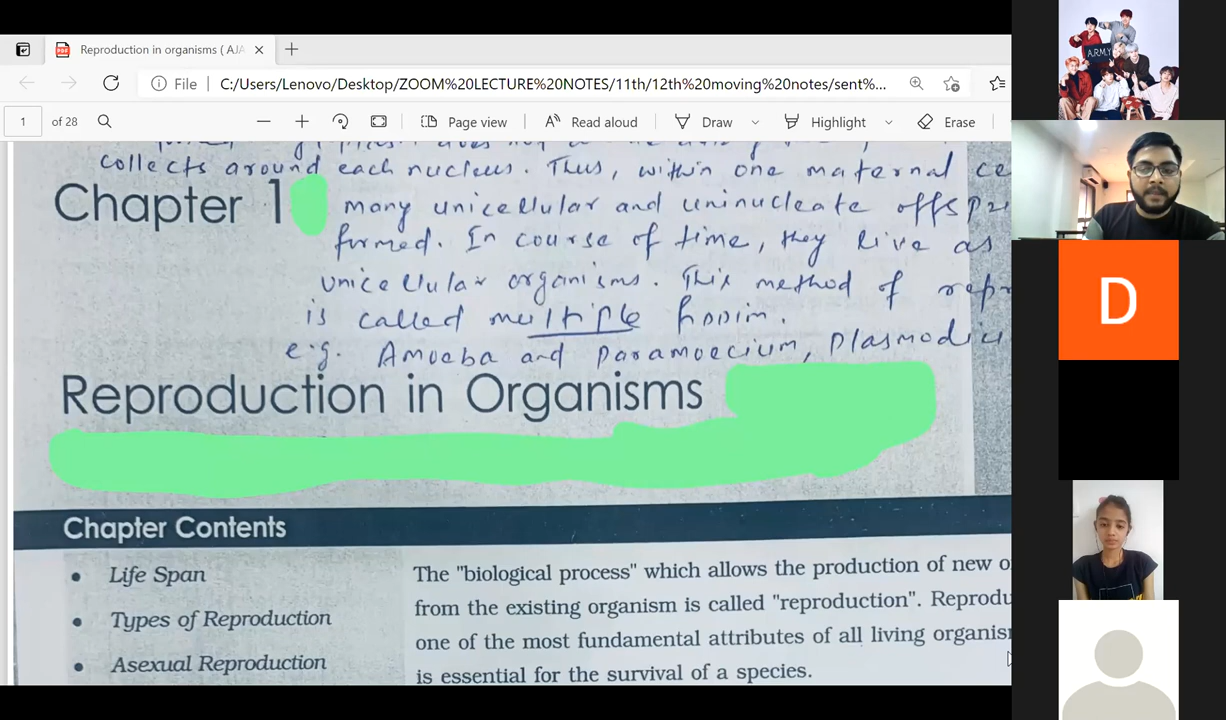 Reproduction in organisms ( AJA
File
C:/Users/Lenovo/Desktop/ZOOM%20LECTURE%20NOTES/11th/12th%20moving%20notes/sent%...
1 of 28
Page view
Read aloud
Draw
Highlight
Erase
collects around each nucleus. Thus, within one maternal ce
Chapter 1
many unicellular and uninucleate offspr
formed. In course of time, they live as
unicellular organisms. This method of repr
is called multiple
e.g. Amoeba and Paramoecium, Plasmodiu
Reproduction in Organisms
Chapter Contents
• Life Span
• Types of Reproduction
• Asexual Reproduction
The "biological process" which allows the production of new o
from the existing organism is called "reproduction". Reprodu
one of the most fundamental attributes of all living organis
is essential for the survival of a species.
A.R.M.Y
D